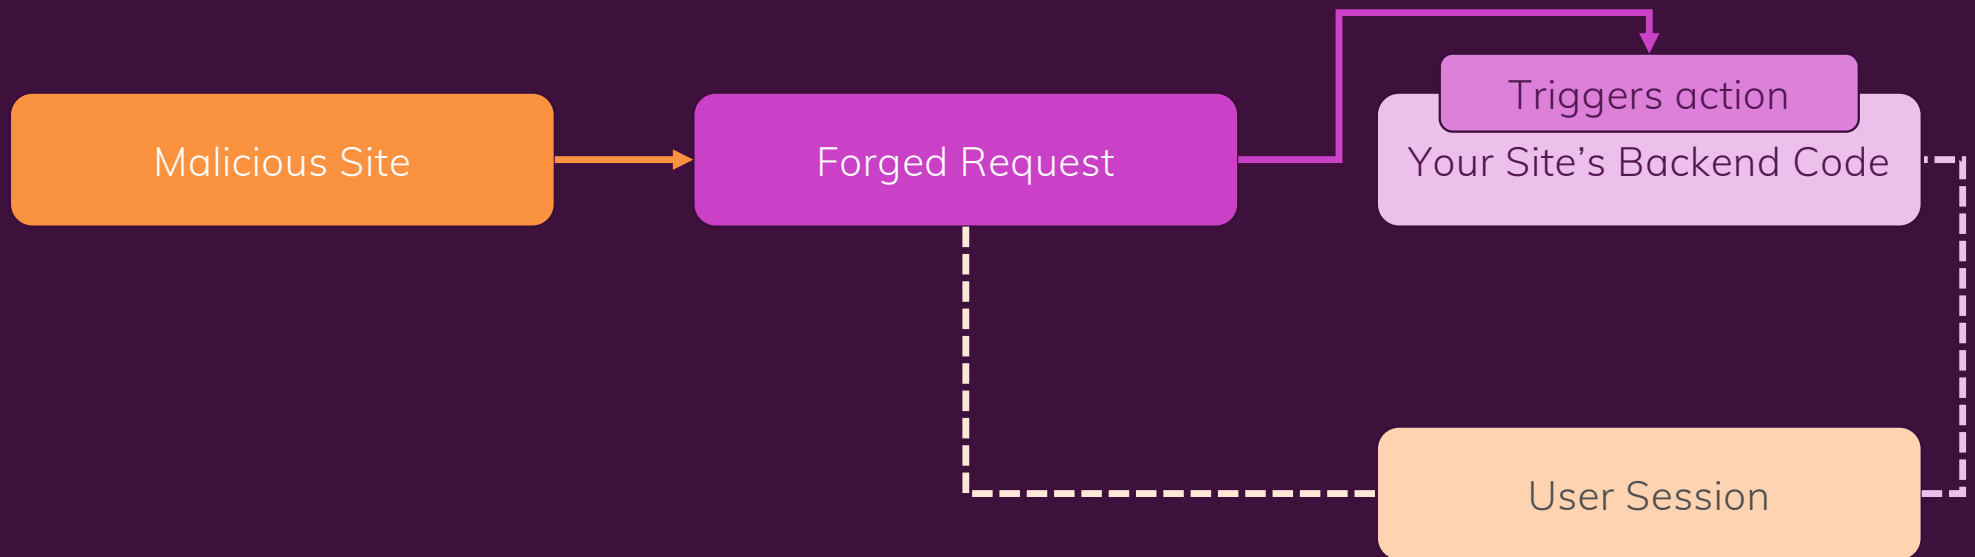 Malicious Site
Forged Request
Triggers action
Your Site’s Backend Code
User Session